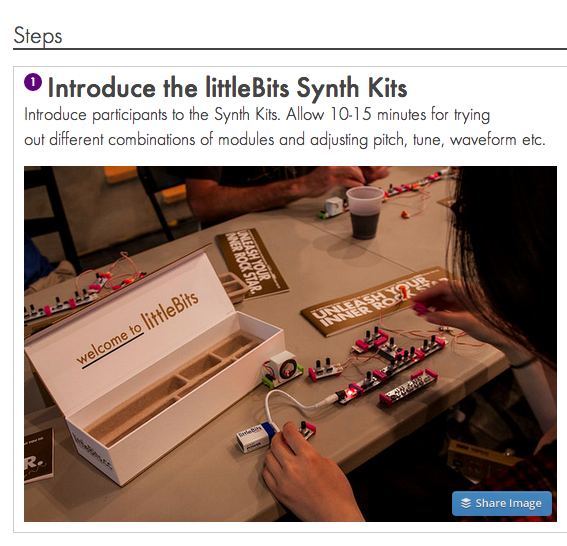 Steps
1 Introduce the littleBits Synth Kits
Introduce participants to the Synth Kits. Allow 10-15 minutes for trying
out different combinations of modules and adjusting pitch, tune, waveform etc.
UNLEASH YOUR
INNER ROCK STAR.
UNLEASH YOUR
INNER ROCK STAR.
welcome to littleBits
littleBits
R.
Share Image